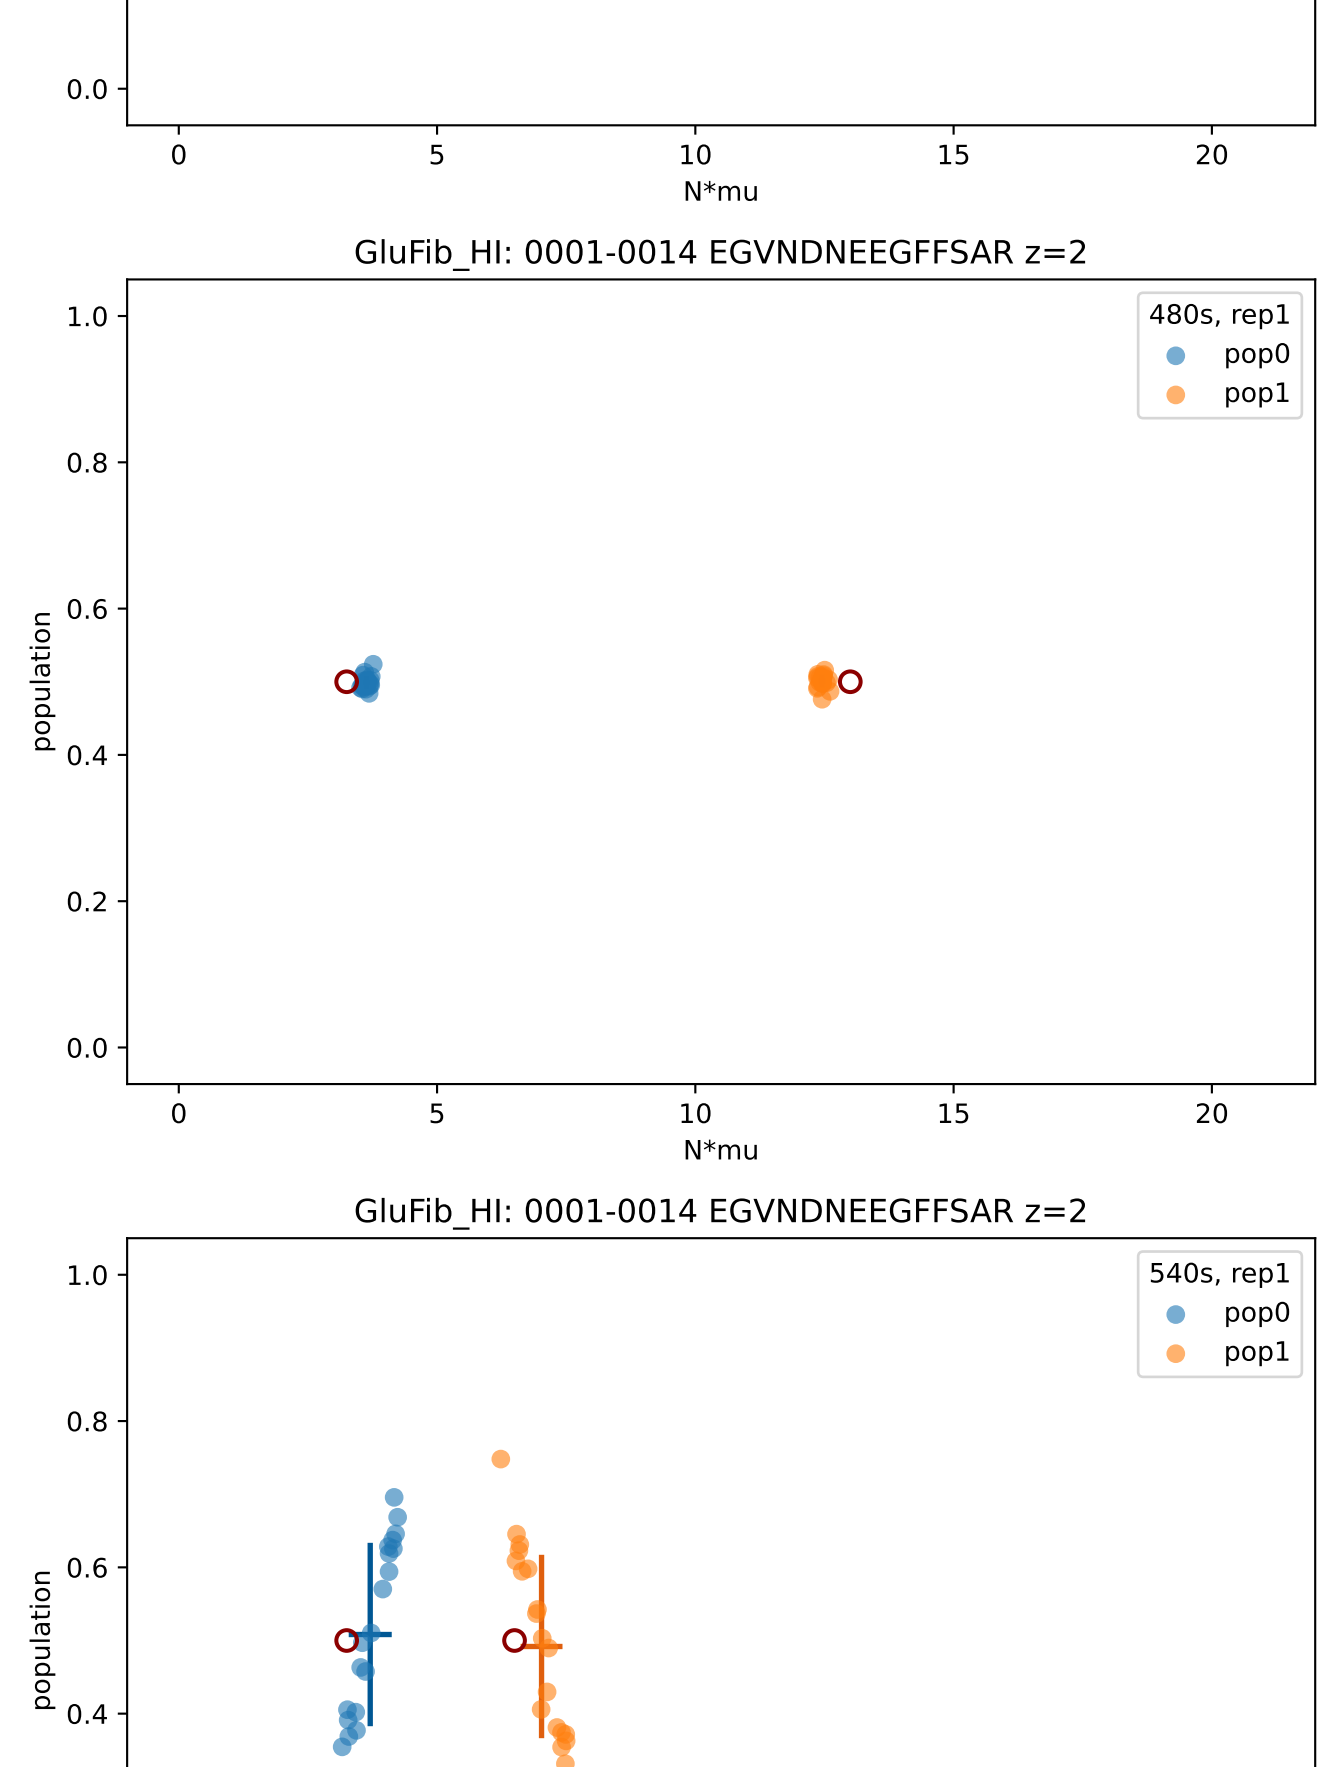 0.0
0 5 10 15 20
N*mu
GluFib_HI: 0001-0014 EGVNDNEEGFFSAR z=2
480s, rep1
pop0
pop1
1.0
0.8
0.6
0.4
0.2
0.0
population
0 5 10 15 20
N*mu
GluFib_HI: 0001-0014 EGVNDNEEGFFSAR z=2
540s, rep1
pop0
pop1
1.0
0.8
0.6
0.4
population